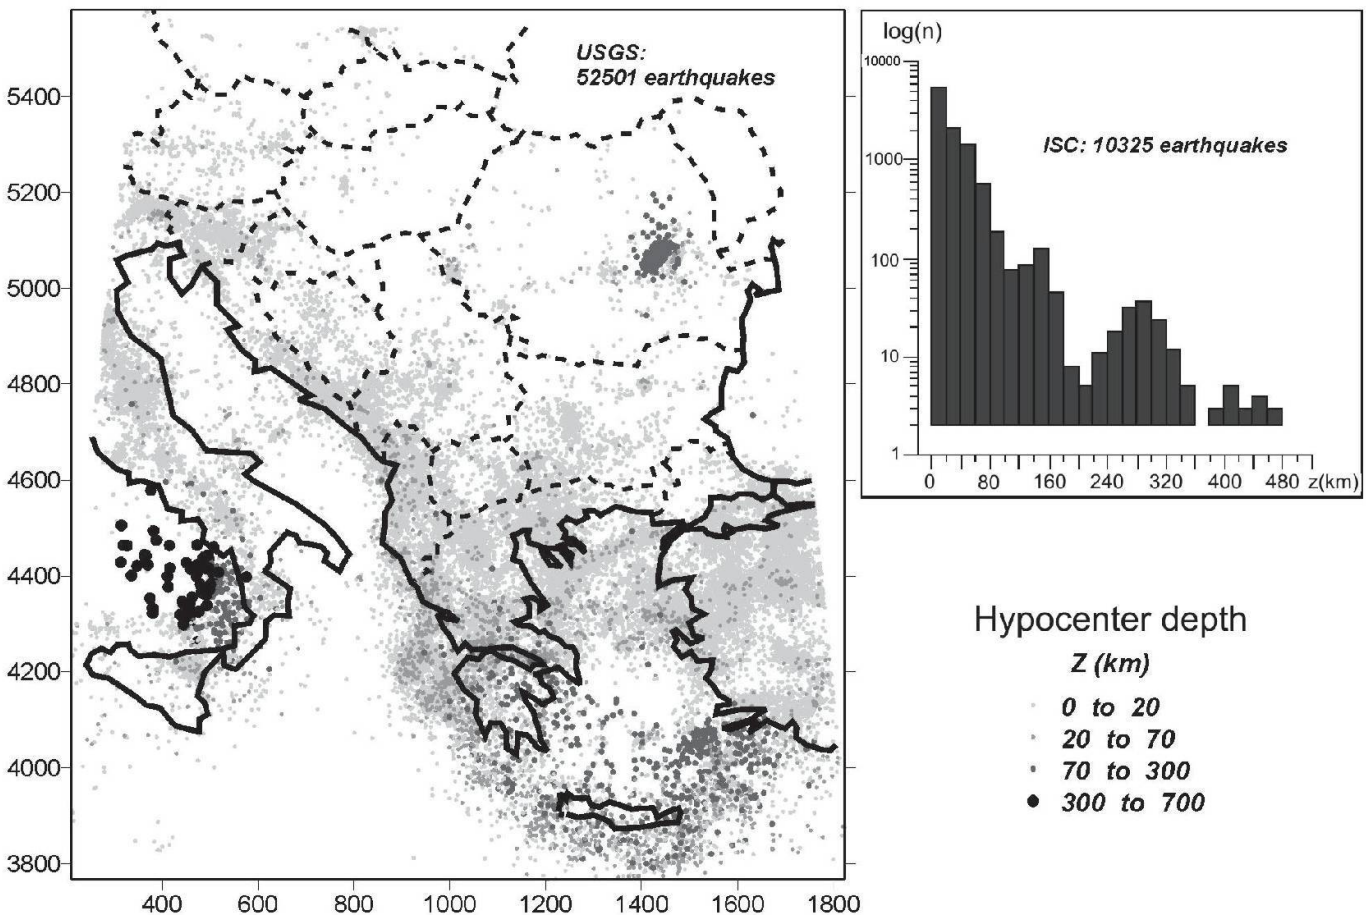 USGS:
52501 earthquakes
5400
5200
5000
4800
4600
4400
4200
4000
3800
400
600
800
1000
1200
1400
1600
1800
log(n)
10000
1000
100
10
1
ISC: 10325 earthquakes
0
80
160
240
320
400
480
z(km)
Hypocenter depth
Z (km)
0 to 20
20 to 70
70 to 300
300 to 700